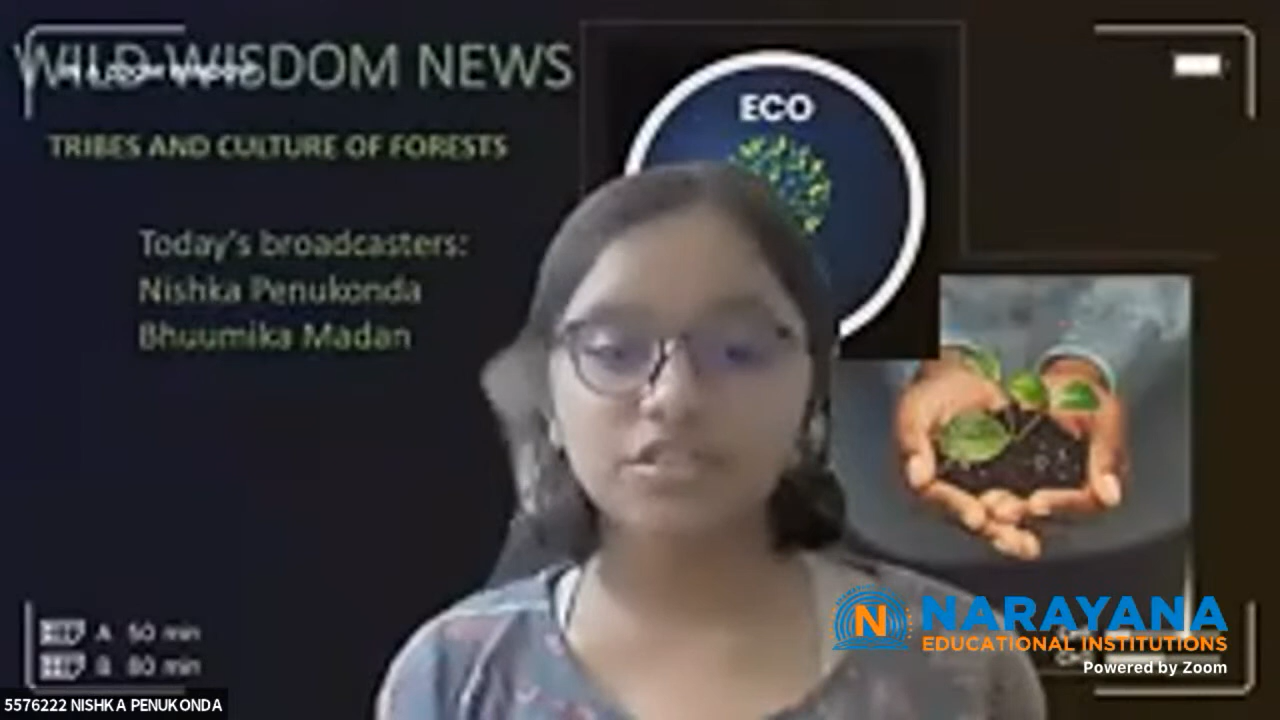 WILD WISDOM NEWS
ECO
TRIBES AND CULTURE OF FORESTS
Today's broadcasters:
Nishka Penukonda
Bhuumika Madan
A 50 min
B 80 min
NARAYANA
EDUCATIONAL INSTITUTIONS
Powered by Zoom
5576222 NISHKA PENUKONDA